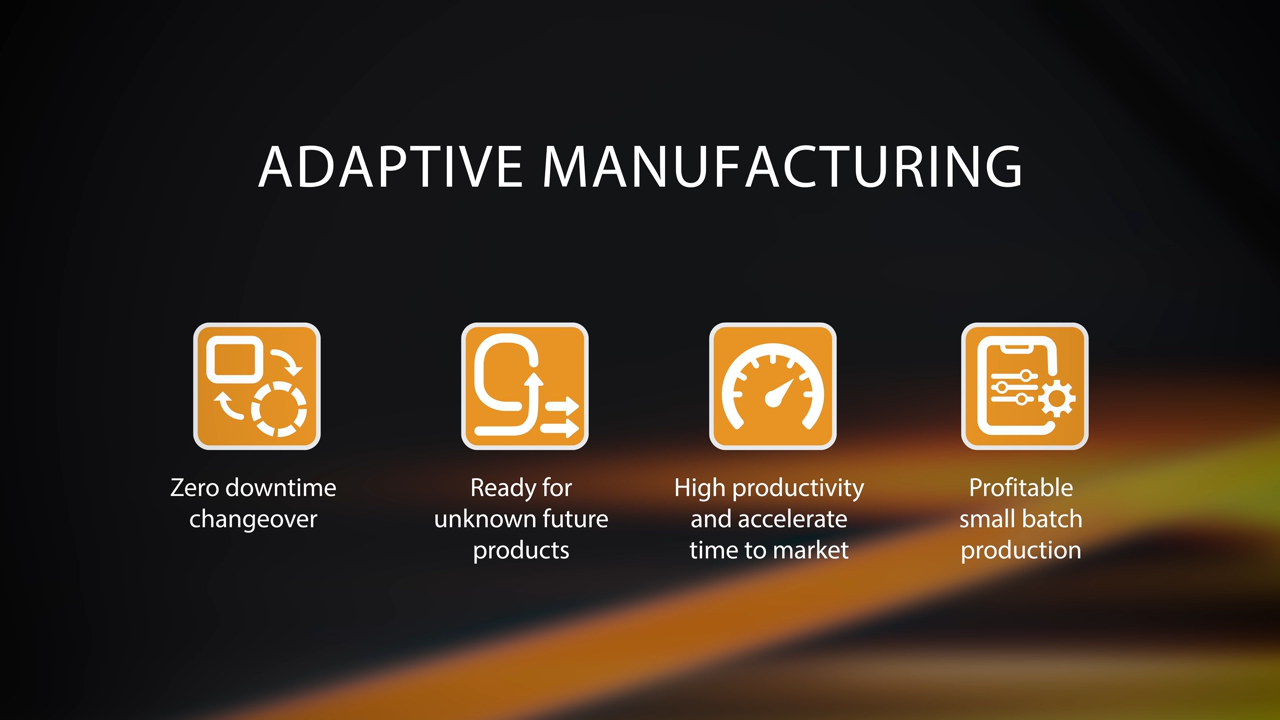 ADAPTIVE MANUFACTURING
Zero downtime
changeover
Ready for
unknown future
products
High productivity
and accelerate
time to market
Profitable
small batch
production